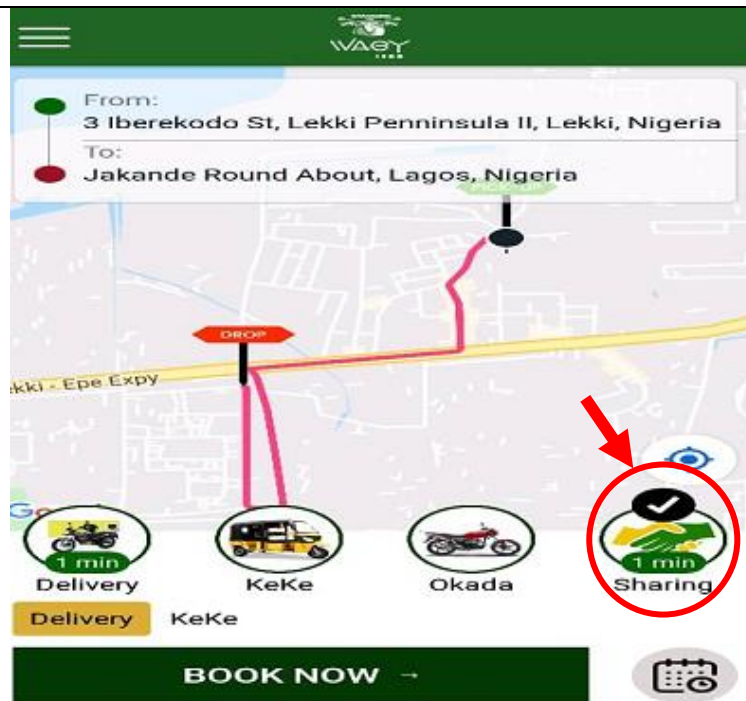 WAGY
From:
3 Iberekodo St, Lekki Penninsula II, Lekki, Nigeria
To:
Jakande Round About, Lagos, Nigeria
PICK-UP
DROP
kki - Epe Expy
1 min
1 min
Delivery
KeKe
Okada
Sharing
Delivery
KeKe
BOOK NOW →